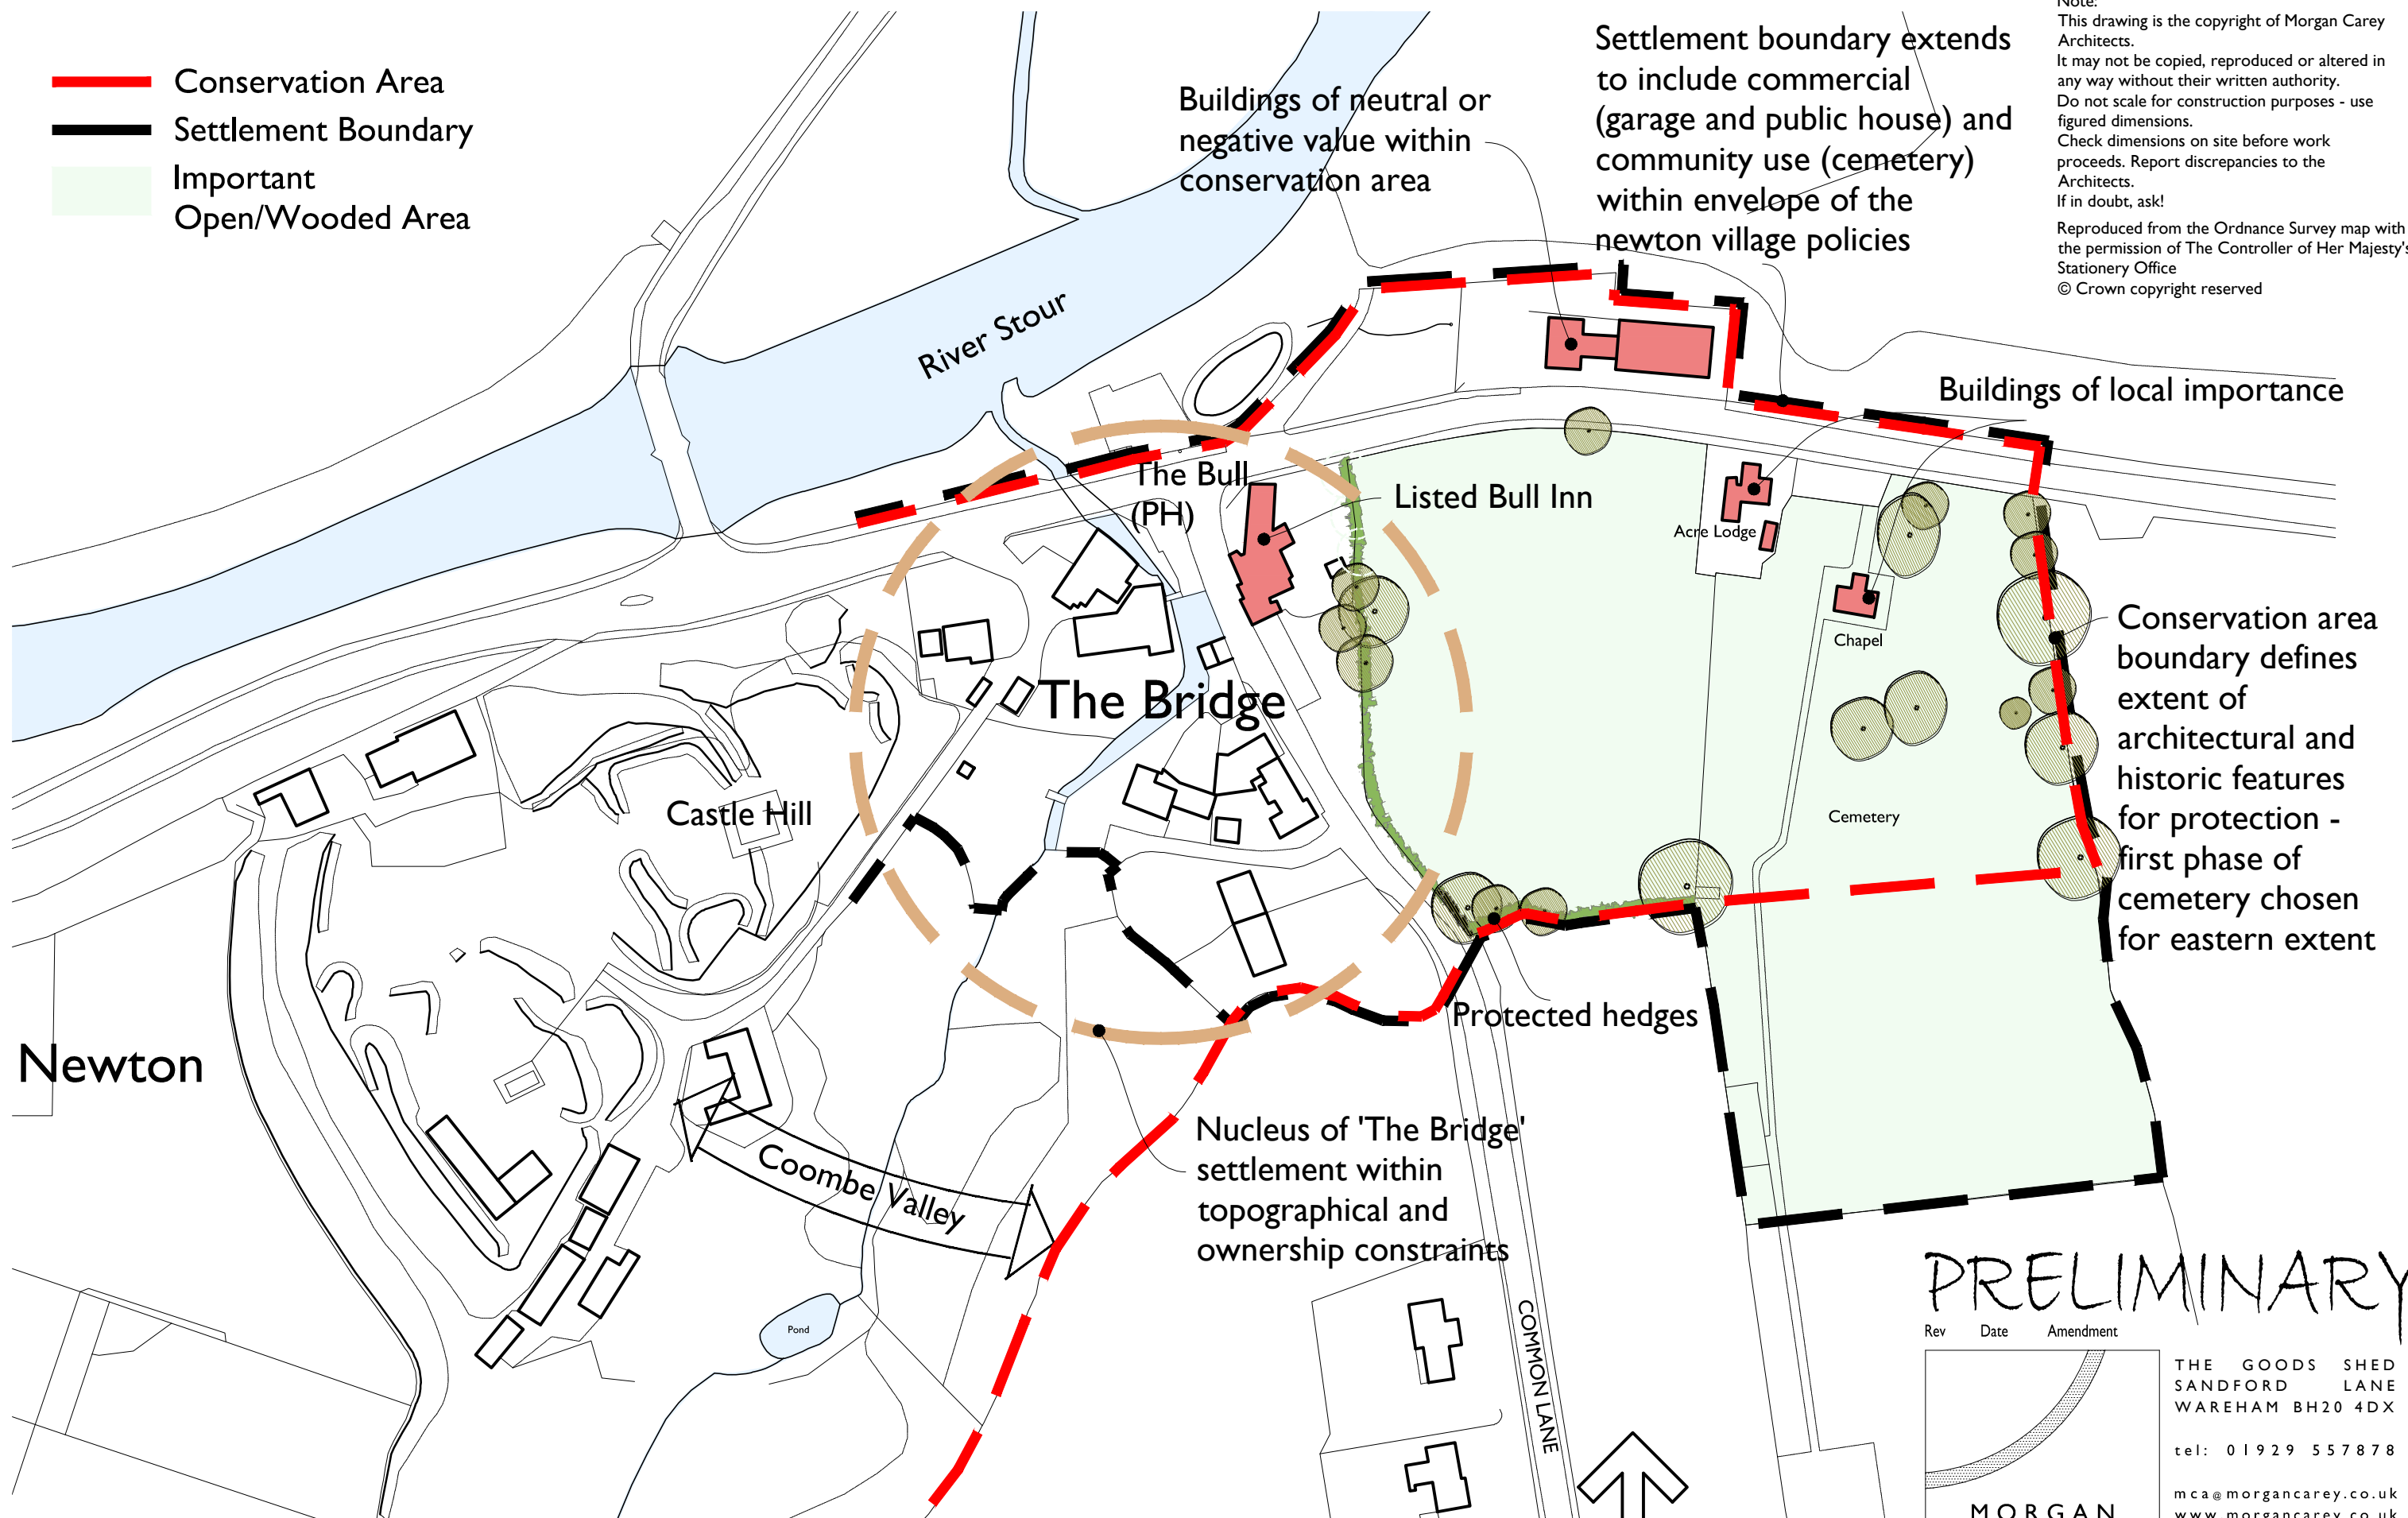 Conservation Area
Settlement Boundary
Important
Open/Wooded Area
Buildings of neutral or
negative value within
conservation area
Settlement boundary extends
to include commercial
(garage and public house) and
community use (cemetery)
within envelope of the
newton village policies
Note:
This drawing is the copyright of Morgan Carey
Architects.
It may not be copied, reproduced or altered in
any way without their written authority.
Do not scale for construction purposes - use
figured dimensions.
Check dimensions on site before work
proceeds. Report discrepancies to the
Architects.
If in doubt, ask!
Reproduced from the Ordnance Survey map with
the permission of The Controller of Her Majesty's
Stationery Office
© Crown copyright reserved
River Stour
Buildings of local importance
The Bull
(PH)
Listed Bull Inn
Acre Lodge
Chapel
Conservation area
boundary defines
extent of
architectural and
historic features
for protection -
first phase of
cemetery chosen
for eastern extent
The Bridge
Castle Hill
Cemetery
Protected hedges
Newton
Nucleus of 'The Bridge'
settlement within
topographical and
ownership constraints
Coombe Valley
Pond
COMMON LANE
PRELIMINARY
Rev Date Amendment
THE GOODS SHED
SANDFORD LANE
WAREHAM BH20 4DX
tel: 01929 557878
mca@morgancarey.co.uk
www.morgancarey.co.uk
MORGAN